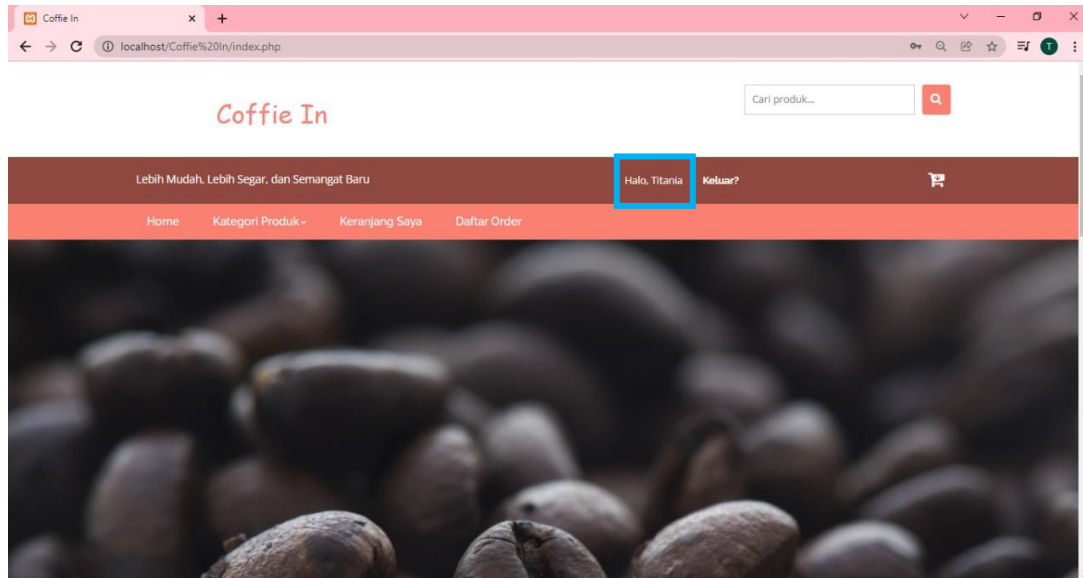 Coffie In
localhost/Coffie%20In/index.php
T
Coffie In
Cari produk...
Lebih Mudah, Lebih Segar, dan Semangat Baru
Halo, Titania Keluar?
Home Kategori Produk Keranjang Saya Daftar Order